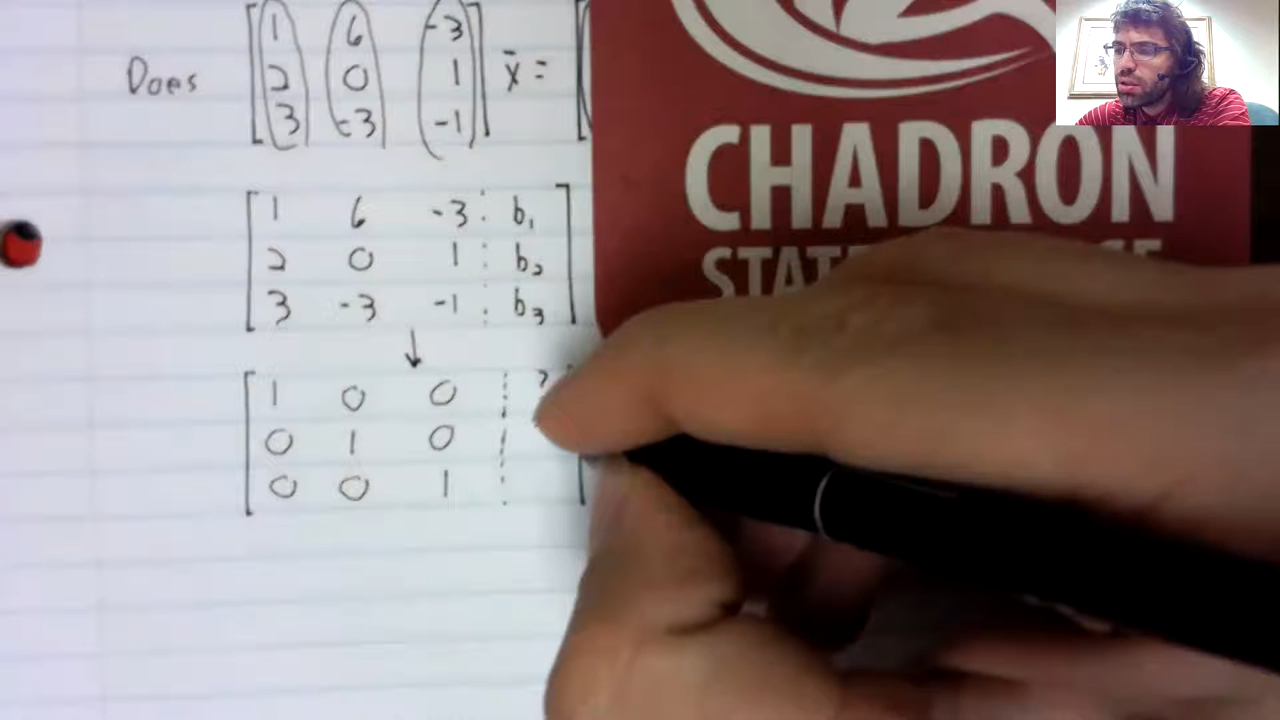 Does [ 1 6 -3 ] x̄ = [
2 0 1
3 -3 -1
[ 1 6 -3 : b₁ ]
2 0 1 : b₂
3 -3 -1 : b₃
↓
[ 1 0 0 ?
0 1 0
0 0 1
CHADRON